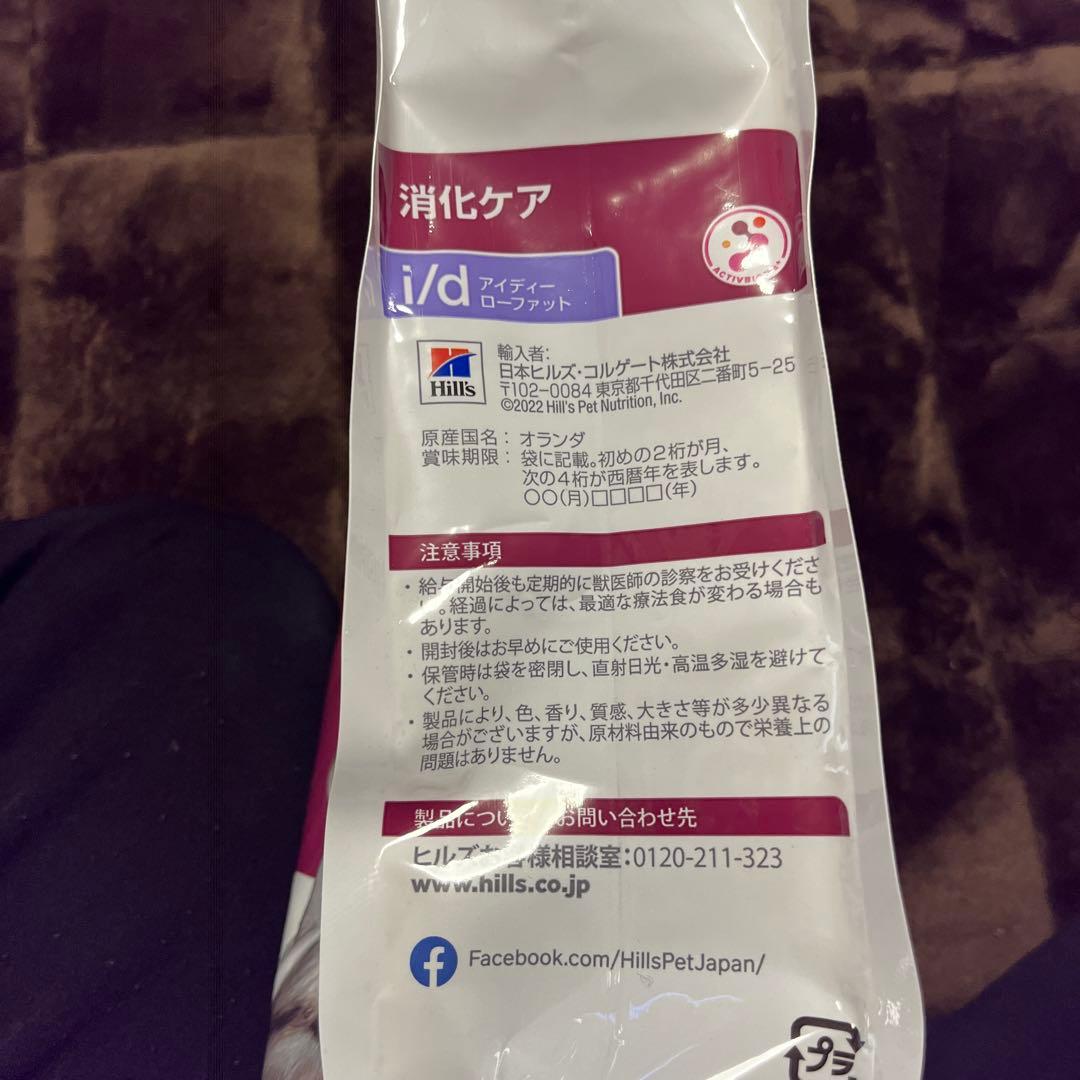 消化ケア
i/d アイディー
ローファット
Hill's
輸入者:
日本ヒルズ・コルゲート株式会社
〒102-0084 東京都千代田区二番町5-25
©2022 Hill's Pet Nutrition, Inc.
原産国名: オランダ
賞味期限: 袋に記載。初めの2桁が月、
次の4桁が西暦年を表します。
○○(月)□□□□(年)
注意事項
・給与開始後も定期的に獣医師の診察をお受けくださ
い。経過によっては、最適な療法食が変わる場合も
あります。
・開封後はお早めにご使用ください。
・保管時は袋を密閉し、直射日光・高温多湿を避けて
ください。
・製品により、色、香り、質感、大きさ等が多少異なる
場合がございますが、原材料由来のもので栄養上の
問題はありません。
製品につい お問い合わせ先
ヒルズお客様相談室:0120-211-323
www.hills.co.jp
Facebook.com/HillsPetJapan/
プラ